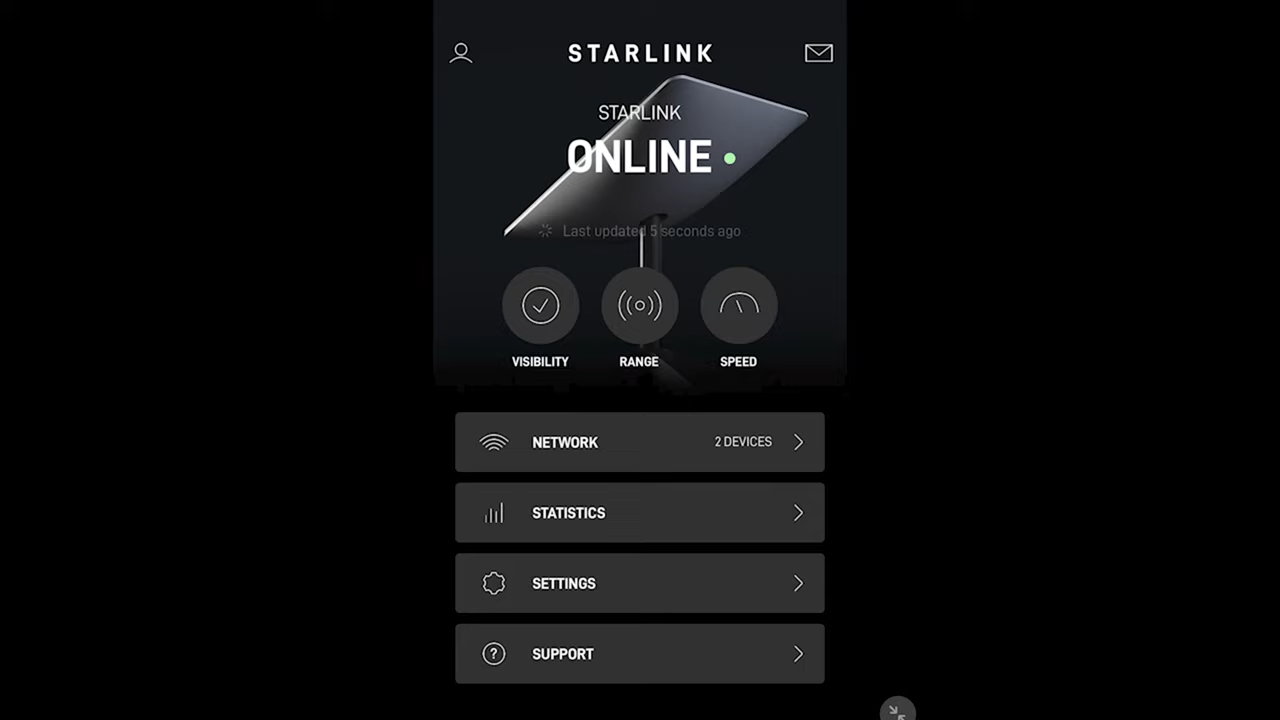 STARLINK
STARLINK
ONLINE
Last updated 5 seconds ago
VISIBILITY RANGE SPEED
NETWORK 2 DEVICES
STATISTICS
SETTINGS
? SUPPORT